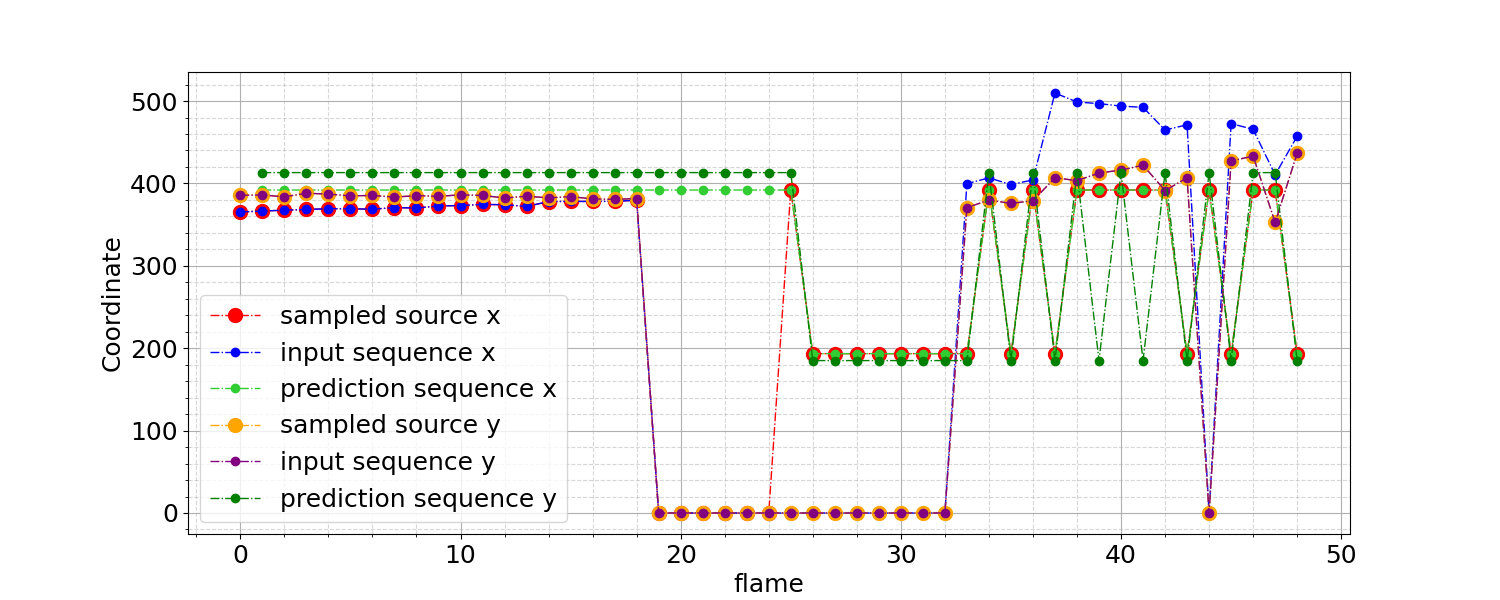 500
400
300
200
100
0
Coordinate
sampled source x
input sequence x
prediction sequence x
sampled source y
input sequence y
prediction sequence y
0 10 20 30 40 50
flame